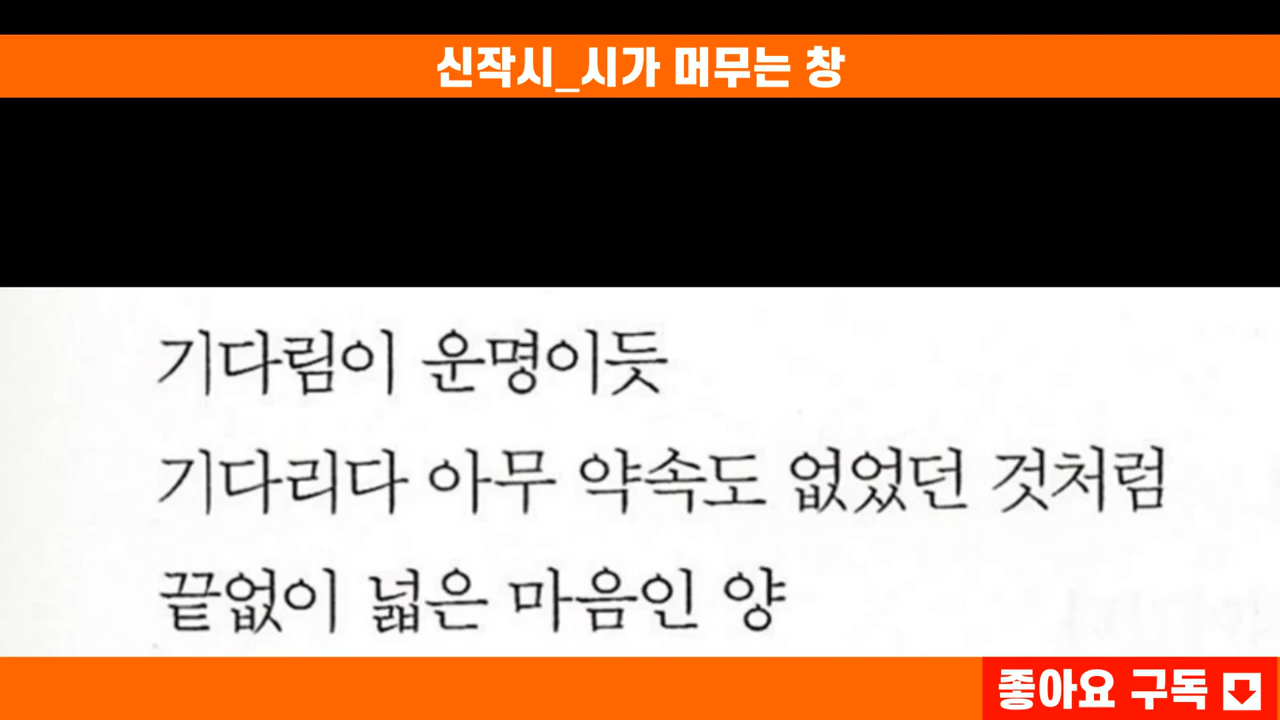 신작시_시가 머무는 창
기다림이 운명이듯
기다리다 아무 약속도 없었던 것처럼
끝없이 넓은 마음인 양
좋아요 구독